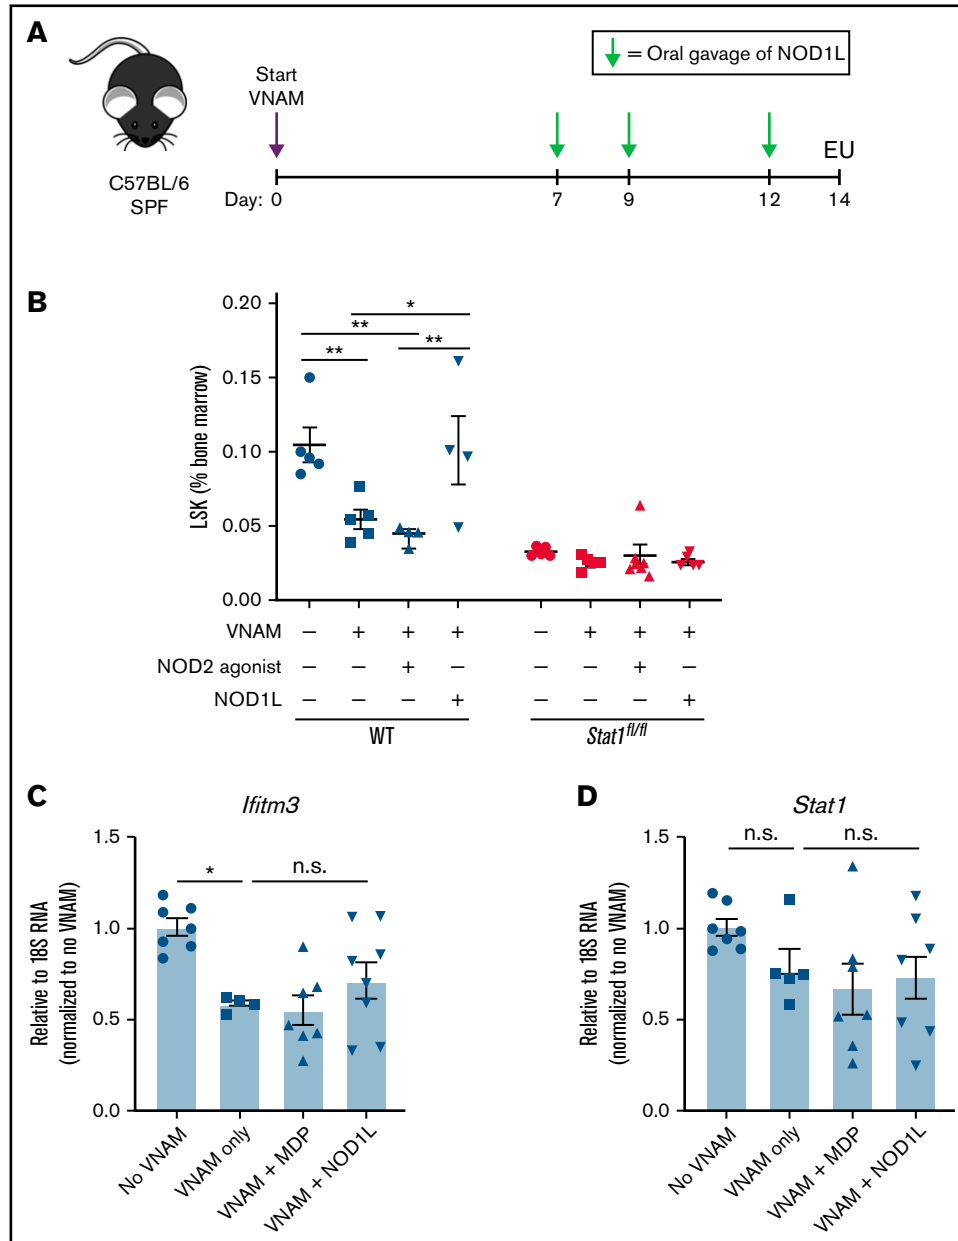 A
Start
VNAM
= Oral gavage of NOD1L
EU
C57BL/6
SPF
Day: 0 7 9 12 14
B
LSK (% bone marrow)
0.20
0.15
0.10
0.05
0.00
*
**
**
**
VNAM − + + + − + + +
NOD2 agonist − − + − − − + −
NOD1L − − − + − − − +
WT Stat1fl/fl
C
Ifitm3
Relative to 18S RNA
(normalized to no VNAM)
1.5
1.0
0.5
0.0
*
n.s.
No VNAM
VNAM only
VNAM + MDP
VNAM + NOD1L
D
Stat1
Relative to 18S RNA
(normalized to no VNAM)
1.5
1.0
0.5
0.0
n.s.
n.s.
No VNAM
VNAM only
VNAM + MDP
VNAM + NOD1L